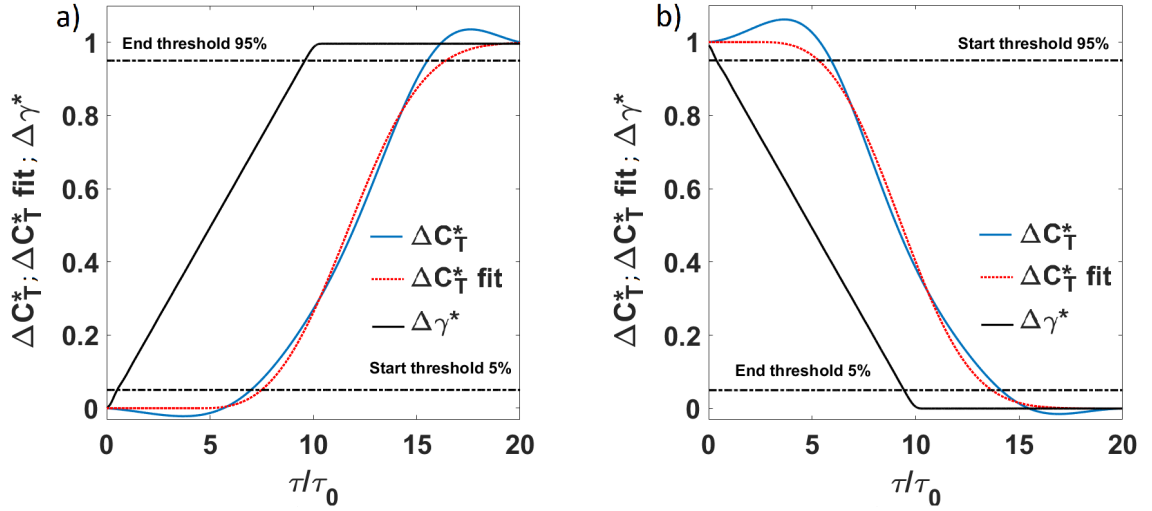 a)
End threshold 95%
Start threshold 5%
ΔC*T
ΔC*T fit
Δγ*
1
0.8
0.6
0.4
0.2
0
0 5 10 15 20
τ/τ0
ΔC*T; ΔC*T fit ; Δγ*
b)
Start threshold 95%
End threshold 5%
ΔC*T
ΔC*T fit
Δγ*
1
0.8
0.6
0.4
0.2
0
0 5 10 15 20
τ/τ0
ΔC*T; ΔC*T fit ; Δγ*